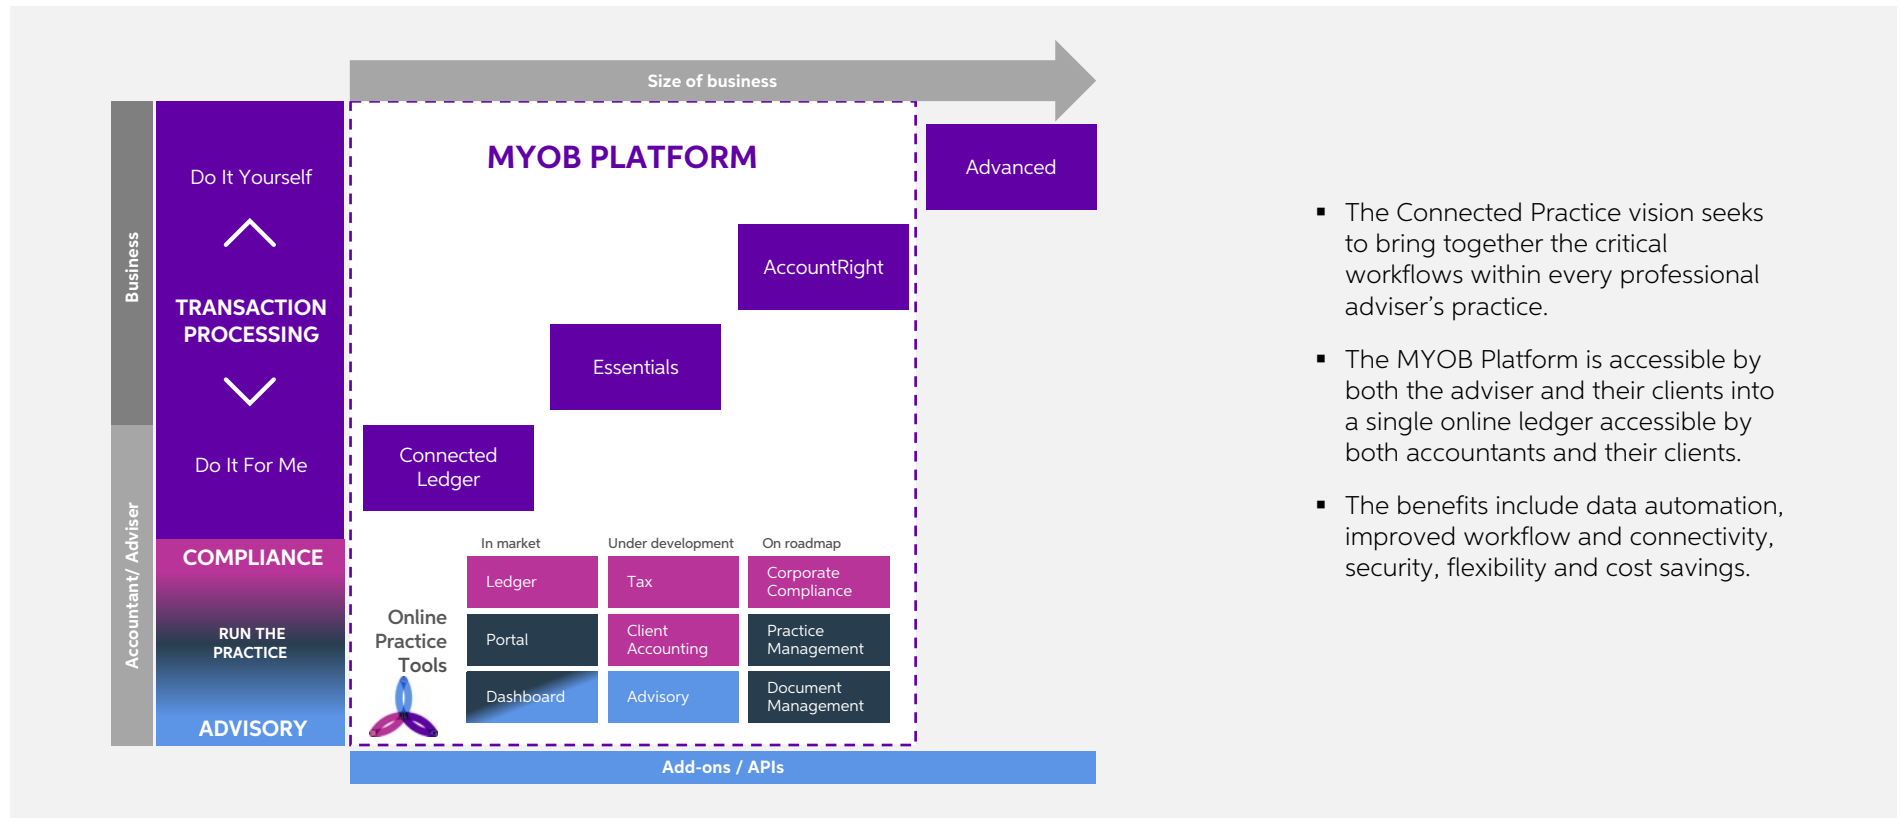 Size of business
Business
Accountant/ Adviser
Do It Yourself
TRANSACTION
PROCESSING
Do It For Me
COMPLIANCE
RUN THE
PRACTICE
ADVISORY
MYOB PLATFORM
Advanced
AccountRight
Essentials
Connected
Ledger
Online
Practice
Tools
In market
Under development
On roadmap
Ledger
Tax
Corporate
Compliance
Portal
Client
Accounting
Practice
Management
Dashboard
Advisory
Document
Management
Add-ons / APIs
▪ The Connected Practice vision seeks
to bring together the critical
workflows within every professional
adviser’s practice.
▪ The MYOB Platform is accessible by
both the adviser and their clients into
a single online ledger accessible by
both accountants and their clients.
▪ The benefits include data automation,
improved workflow and connectivity,
security, flexibility and cost savings.